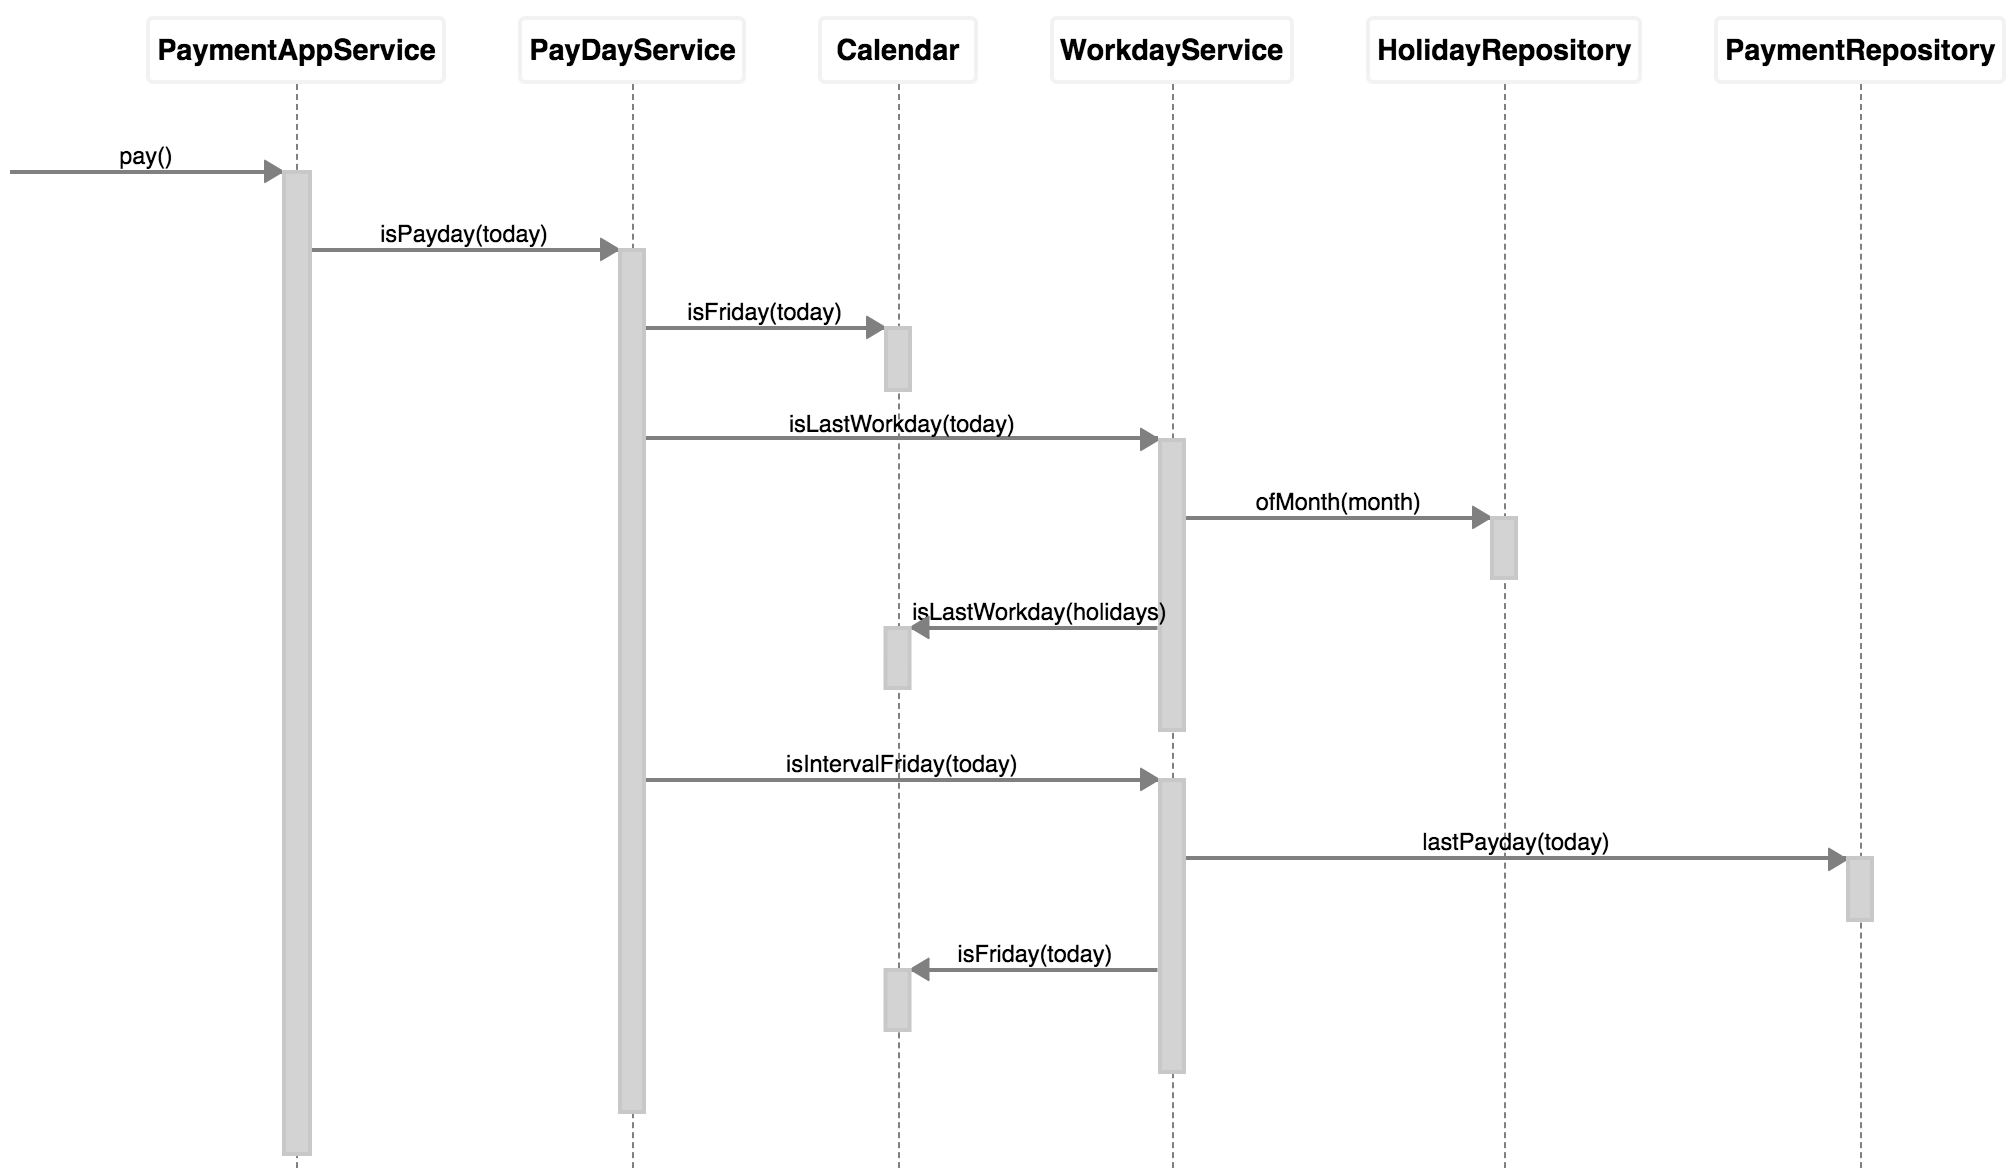 PaymentAppService
PayDayService
Calendar
WorkdayService
HolidayRepository
PaymentRepository
pay()
isPayday(today)
isFriday(today)
isLastWorkday(today)
ofMonth(month)
isLastWorkday(holidays)
isIntervalFriday(today)
lastPayday(today)
isFriday(today)